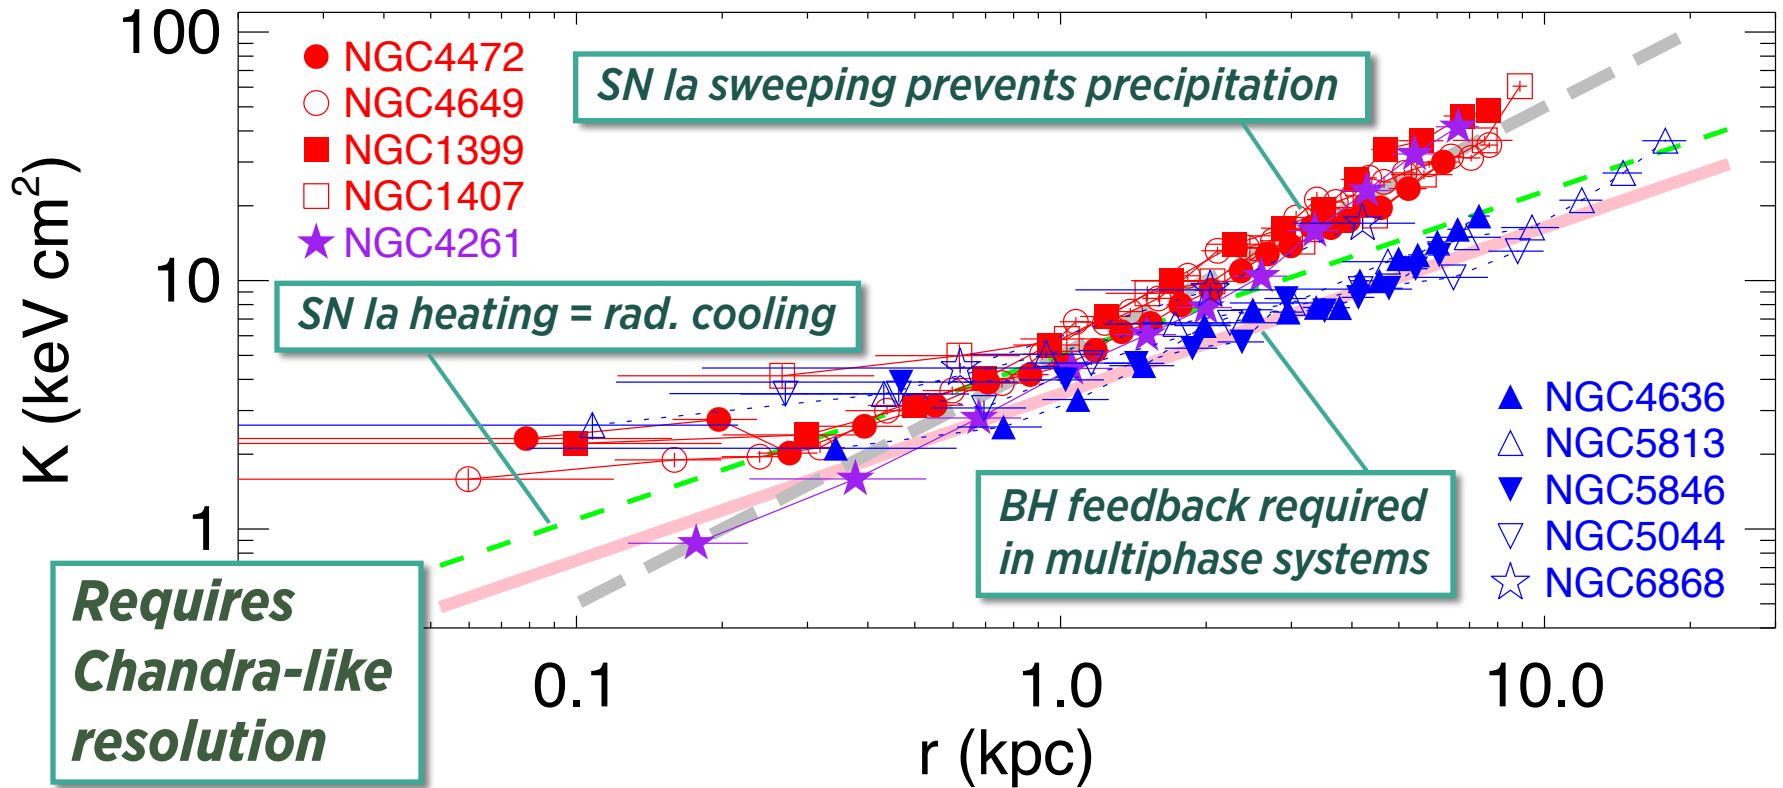 100
10
1
K (keV cm²)
NGC4472
NGC4649
NGC1399
NGC1407
NGC4261
SN Ia sweeping prevents precipitation
SN Ia heating = rad. cooling
BH feedback required
in multiphase systems
NGC4636
NGC5813
NGC5846
NGC5044
NGC6868
Requires
Chandra-like
resolution
0.1
1.0
10.0
r (kpc)